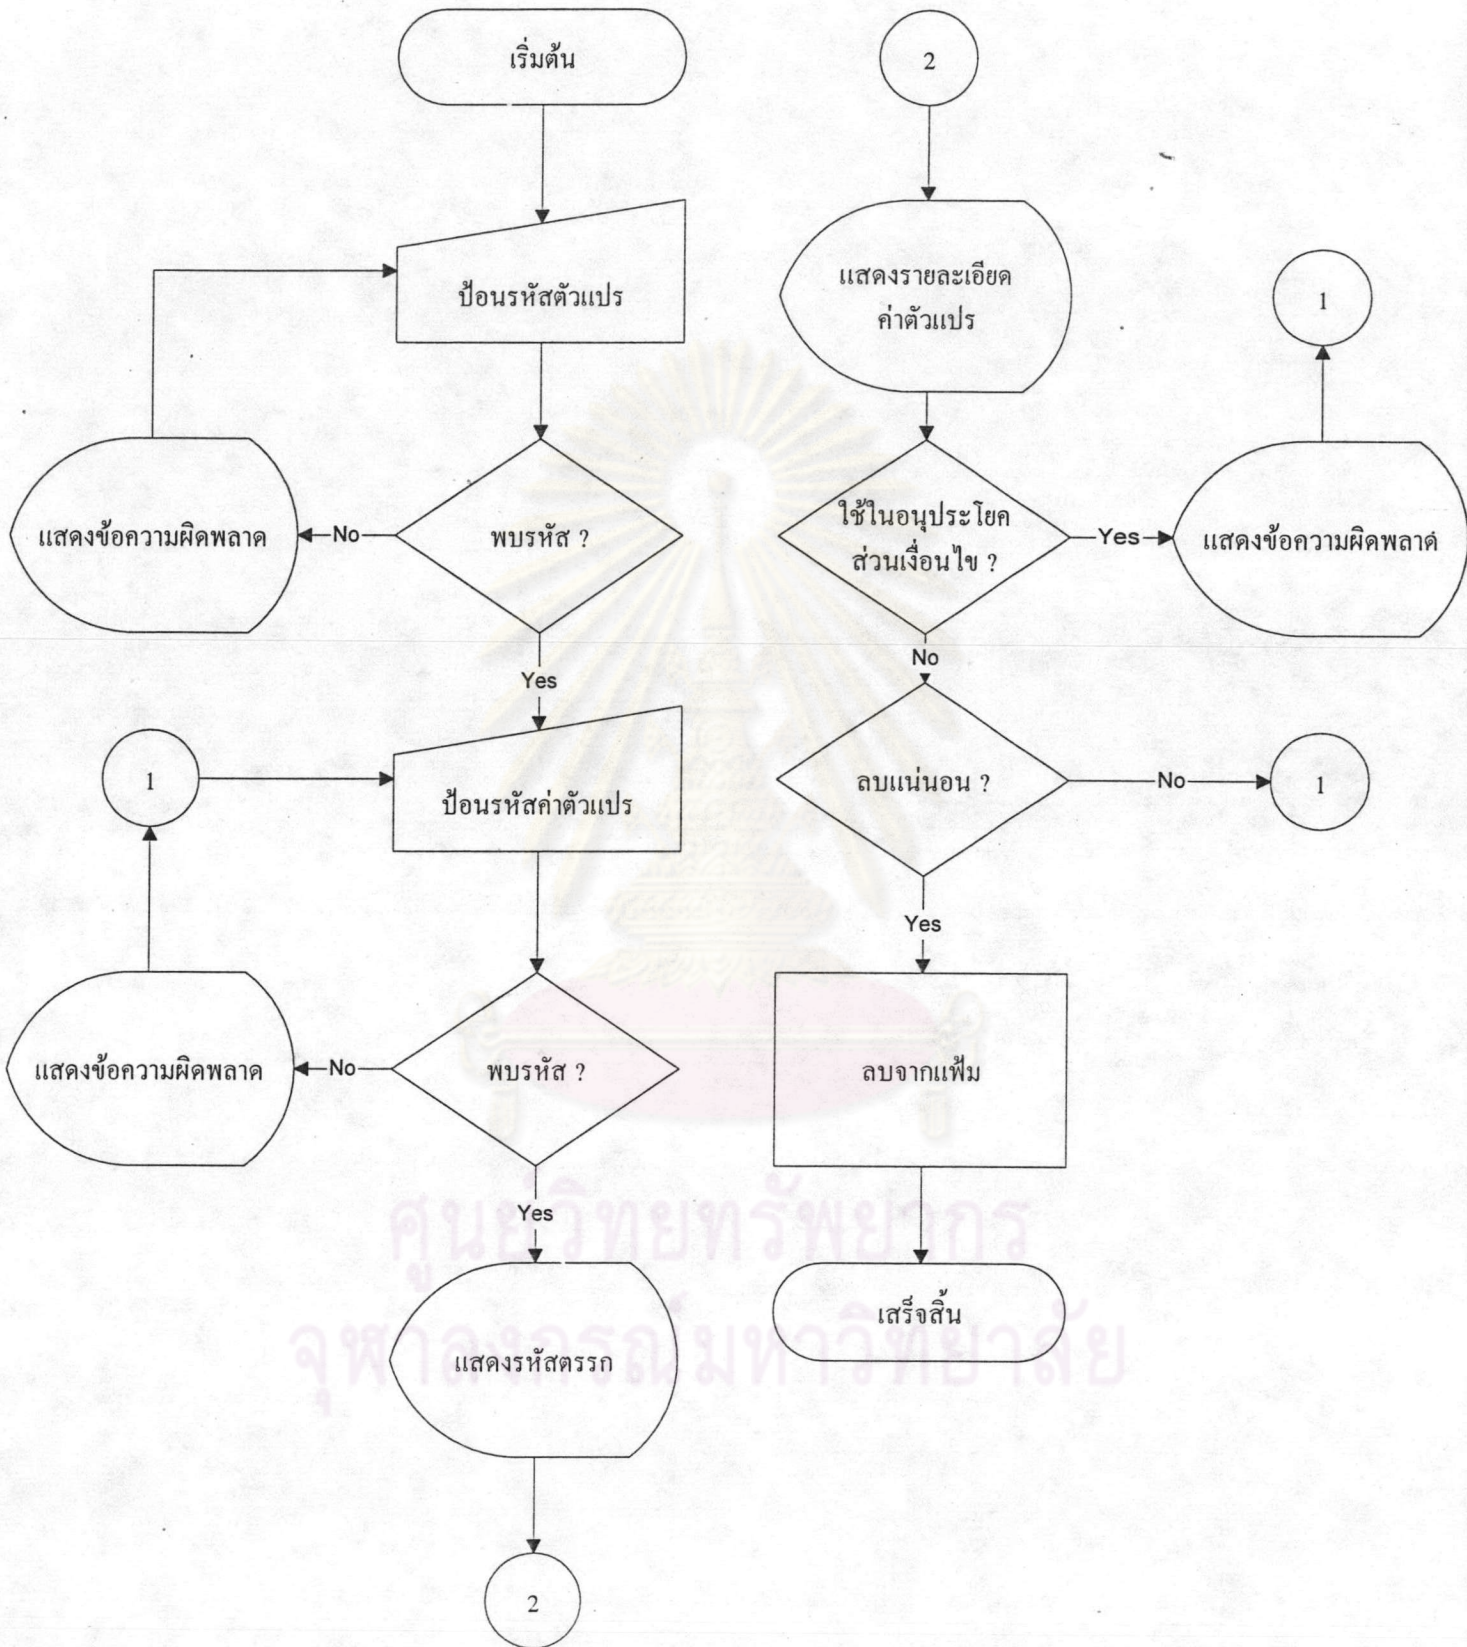 เริ่มต้น
ป้อนรหัสตัวแปร
พบรหัส ?
No
แสดงข้อความผิดพลาด
Yes
1
ป้อนรหัสค่าตัวแปร
พบรหัส ?
No
แสดงข้อความผิดพลาด
Yes
แสดงรหัสตรรก
2
2
แสดงรายละเอียด
ค่าตัวแปร
1
ใช้ในอนุประโยค
ส่วนเงื่อนไข ?
Yes
แสดงข้อความผิดพลาด
No
ลบแน่นอน ?
No
1
Yes
ลบจากแฟ้ม
เสร็จสิ้น
ศูนย์วิทยทรัพยากร
จุฬาลงกรณ์มหาวิทยาลัย